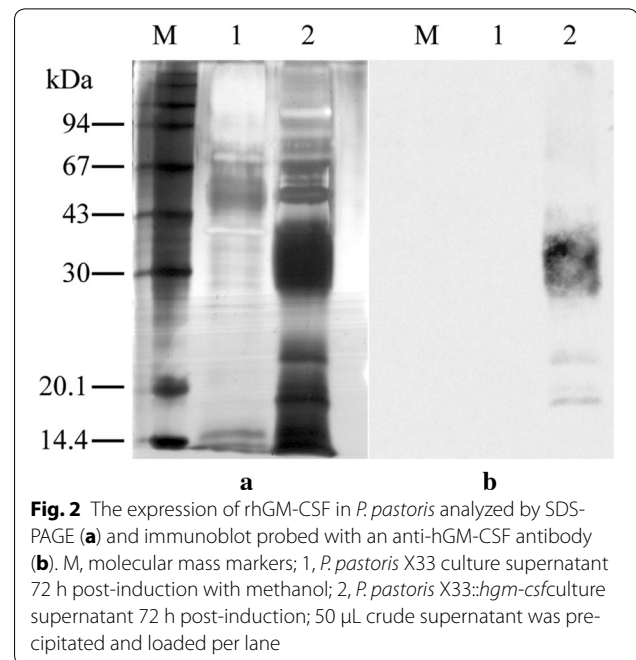 M 1 2 M 1 2
kDa
94
67
43
30
20.1
14.4
a b
Fig. 2 The expression of rhGM-CSF in P. pastoris analyzed by SDS-
PAGE (a) and immunoblot probed with an anti-hGM-CSF antibody
(b). M, molecular mass markers; 1, P. pastoris X33 culture supernatant
72 h post-induction with methanol; 2, P. pastoris X33::hgm-csfculture
supernatant 72 h post-induction; 50 µL crude supernatant was pre-
cipitated and loaded per lane